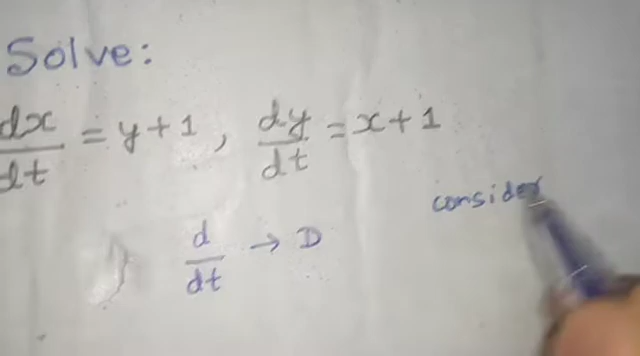 Solve:
dx/dt = y+1, dy/dt = x+1
consider
d/dt → D